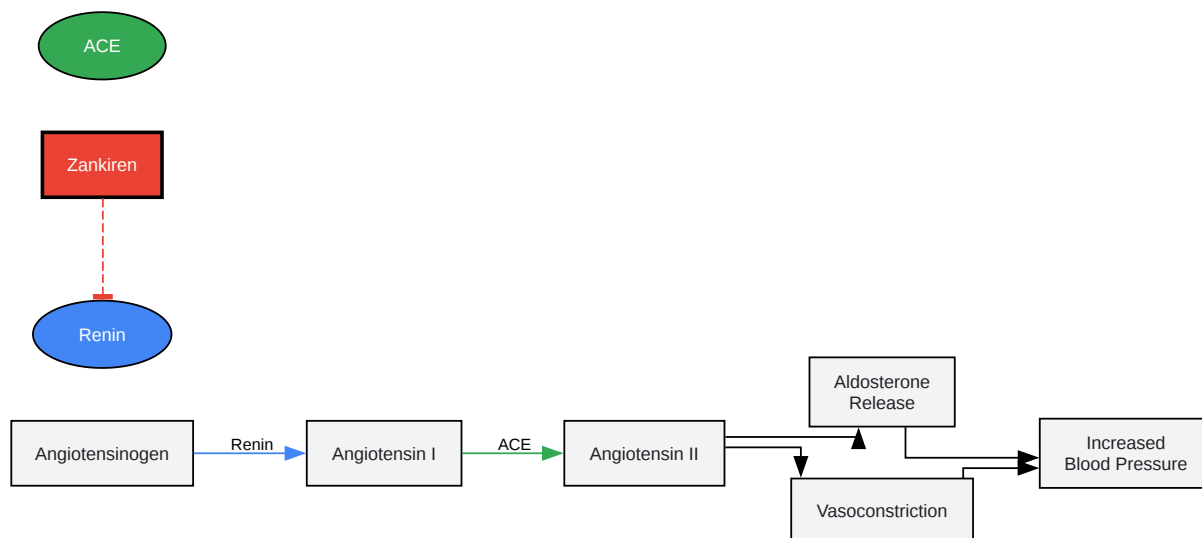 ACE
Zankiren
Renin
Aldosterone
Release
Angiotensinogen
Renin
Angiotensin I
ACE
Angiotensin II
Increased
Blood Pressure
Vasoconstriction